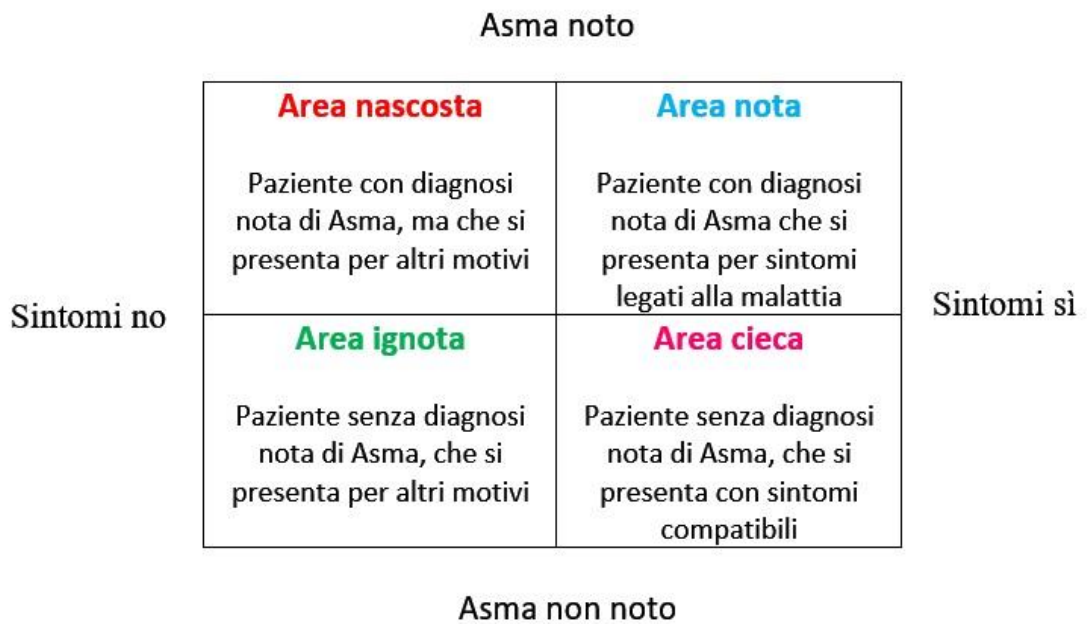 Asma noto
Area nascosta
Paziente con diagnosi
nota di Asma, ma che si
presenta per altri motivi
Area nota
Paziente con diagnosi
nota di Asma che si
presenta per sintomi
legati alla malattia
Sintomi no
Sintomi sì
Area ignota
Paziente senza diagnosi
nota di Asma, che si
presenta per altri motivi
Area cieca
Paziente senza diagnosi
nota di Asma, che si
presenta con sintomi
compatibili
Asma non noto